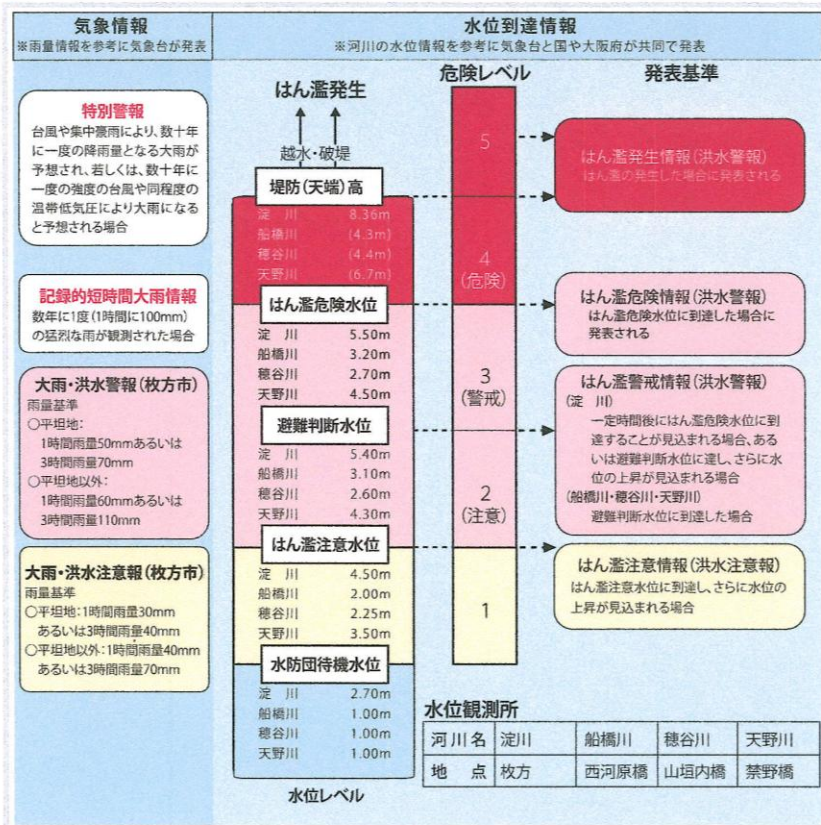 気象情報
※雨量情報を参考に気象台が発表
水位到達情報
※河川の水位情報を参考に気象台と国や大阪府が共同で発表
特別警報
台風や集中豪雨により、数十年
に一度の降雨量となる大雨が
予想され、若しくは、数十年に
一度の強度の台風や同程度の
温帯低気圧により大雨になる
と予想される場合
記録的短時間大雨情報
数年に1度(1時間に100mm)
の猛烈な雨が観測された場合
大雨・洪水警報(枚方市)
雨量基準
○平坦地:
1時間雨量50mmあるいは
3時間雨量70mm
○平坦地以外:
1時間雨量60mmあるいは
3時間雨量110mm
大雨・洪水注意報(枚方市)
雨量基準
○平坦地:1時間雨量30mm
あるいは3時間雨量40mm
○平坦地以外:1時間雨量40mm
あるいは3時間雨量70mm
はん濫発生
越水・破堤
堤防(天端)高
淀 川 8.36m
船橋川 (4.3m)
穂谷川 (4.4m)
天野川 (6.7m)
はん濫危険水位
淀 川 5.50m
船橋川 3.20m
穂谷川 2.70m
天野川 4.50m
避難判断水位
淀 川 5.40m
船橋川 3.10m
穂谷川 2.60m
天野川 4.30m
はん濫注意水位
淀 川 4.50m
船橋川 2.00m
穂谷川 2.25m
天野川 3.50m
水防団待機水位
淀 川 2.70m
船橋川 1.00m
穂谷川 1.00m
天野川 1.00m
水位レベル
危険レベル
5
4
(危険)
3
(警戒)
2
(注意)
1
発表基準
はん濫発生情報(洪水警報)
はん濫の発生した場合に発表される
はん濫危険情報(洪水警報)
はん濫危険水位に到達した場合に
発表される
はん濫警戒情報(洪水警報)
(淀 川)
一定時間後にはん濫危険水位に到
達することが見込まれる場合、ある
いは避難判断水位に達し、さらに水
位の上昇が見込まれる場合
(船橋川・穂谷川・天野川)
避難判断水位に到達した場合
はん濫注意情報(洪水注意報)
はん濫注意水位に到達し、さらに水位の
上昇が見込まれる場合
水位観測所
河川名 淀川 船橋川 穂谷川 天野川
地 点 枚方 西河原橋 山垣内橋 禁野橋